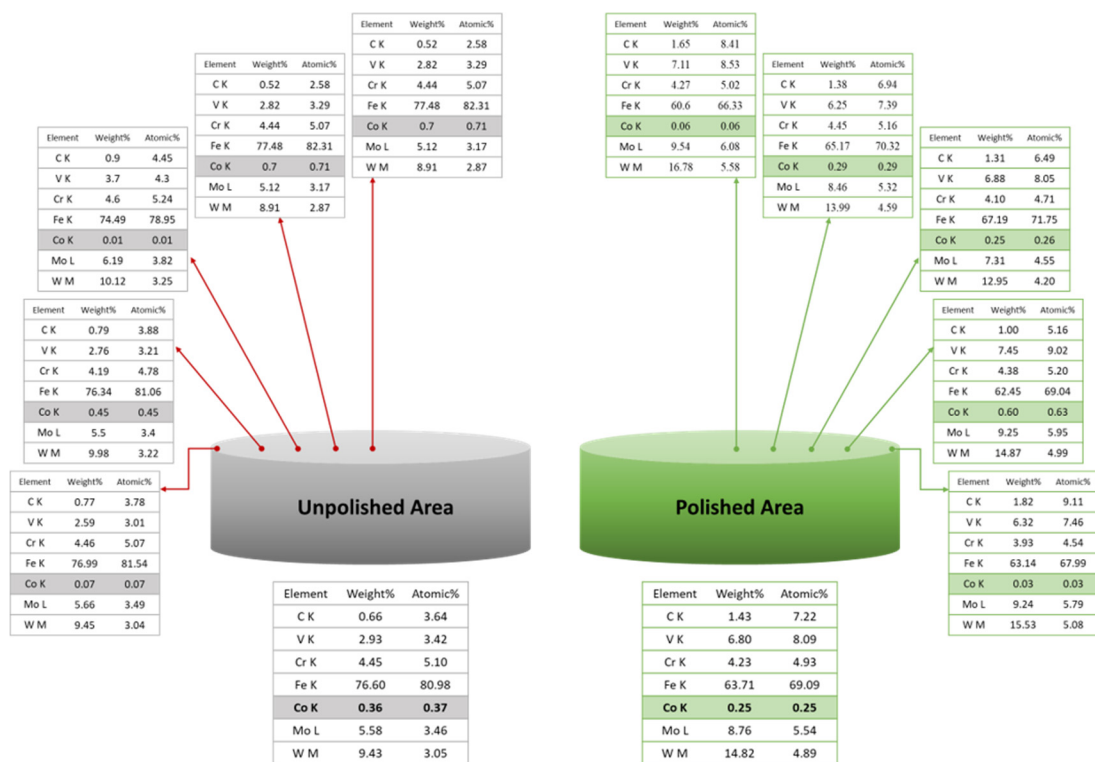 Element Weight% Atomic%
C K 0.52 2.58
V K 2.82 3.29
Cr K 4.44 5.07
Fe K 77.48 82.31
Co K 0.7 0.71
Mo L 5.12 3.17
W M 8.91 2.87
Element Weight% Atomic%
C K 0.52 2.58
V K 2.82 3.29
Cr K 4.44 5.07
Fe K 77.48 82.31
Co K 0.7 0.71
Mo L 5.12 3.17
W M 8.91 2.87
Element Weight% Atomic%
C K 0.9 4.45
V K 3.7 4.3
Cr K 4.6 5.24
Fe K 74.49 78.95
Co K 0.01 0.01
Mo L 6.19 3.82
W M 10.12 3.25
Element Weight% Atomic%
C K 0.79 3.88
V K 2.76 3.21
Cr K 4.19 4.78
Fe K 76.34 81.06
Co K 0.45 0.45
Mo L 5.5 3.4
W M 9.98 3.22
Element Weight% Atomic%
C K 0.77 3.78
V K 2.59 3.01
Cr K 4.46 5.07
Fe K 76.99 81.54
Co K 0.07 0.07
Mo L 5.66 3.49
W M 9.45 3.04
Unpolished Area
Element Weight% Atomic%
C K 0.66 3.64
V K 2.93 3.42
Cr K 4.45 5.10
Fe K 76.60 80.98
Co K 0.36 0.37
Mo L 5.58 3.46
W M 9.43 3.05
Element Weight% Atomic%
C K 1.65 8.41
V K 7.11 8.53
Cr K 4.27 5.02
Fe K 60.6 66.33
Co K 0.06 0.06
Mo L 9.54 6.08
W M 16.78 5.58
Element Weight% Atomic%
C K 1.38 6.94
V K 6.25 7.39
Cr K 4.45 5.16
Fe K 65.17 70.32
Co K 0.29 0.29
Mo L 8.46 5.32
W M 13.99 4.59
Element Weight% Atomic%
C K 1.31 6.49
V K 6.88 8.05
Cr K 4.10 4.71
Fe K 67.19 71.75
Co K 0.25 0.26
Mo L 7.31 4.55
W M 12.95 4.20
Element Weight% Atomic%
C K 1.00 5.16
V K 7.45 9.02
Cr K 4.38 5.20
Fe K 62.45 69.04
Co K 0.60 0.63
Mo L 9.25 5.95
W M 14.87 4.99
Element Weight% Atomic%
C K 1.82 9.11
V K 6.32 7.46
Cr K 3.93 4.54
Fe K 63.14 67.99
Co K 0.03 0.03
Mo L 9.24 5.79
W M 15.53 5.08
Polished Area
Element Weight% Atomic%
C K 1.43 7.22
V K 6.80 8.09
Cr K 4.23 4.93
Fe K 63.71 69.09
Co K 0.25 0.25
Mo L 8.76 5.54
W M 14.82 4.89